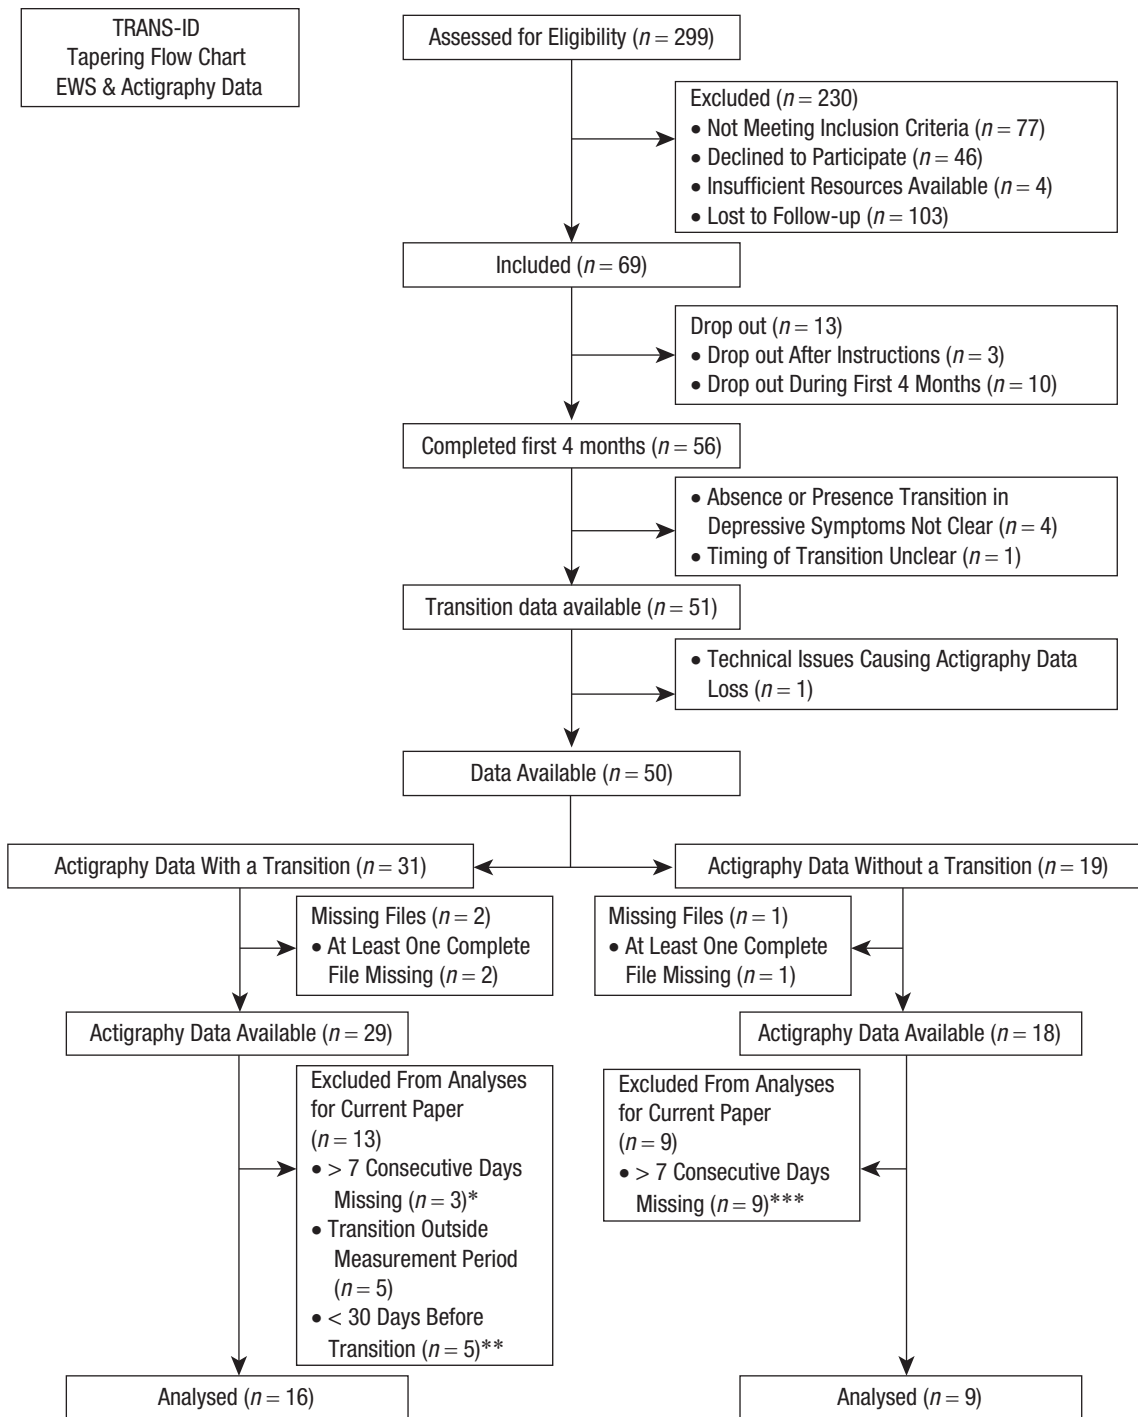 TRANS-ID
Tapering Flow Chart
EWS & Actigraphy Data
Assessed for Eligibility (n = 299)
Excluded (n = 230)
• Not Meeting Inclusion Criteria (n = 77)
• Declined to Participate (n = 46)
• Insufficient Resources Available (n = 4)
• Lost to Follow-up (n = 103)
Included (n = 69)
Drop out (n = 13)
• Drop out After Instructions (n = 3)
• Drop out During First 4 Months (n = 10)
Completed first 4 months (n = 56)
• Absence or Presence Transition in
Depressive Symptoms Not Clear (n = 4)
• Timing of Transition Unclear (n = 1)
Transition data available (n = 51)
• Technical Issues Causing Actigraphy Data
Loss (n = 1)
Data Available (n = 50)
Actigraphy Data With a Transition (n = 31)
Actigraphy Data Without a Transition (n = 19)
Missing Files (n = 2)
• At Least One Complete
File Missing (n = 2)
Missing Files (n = 1)
• At Least One Complete
File Missing (n = 1)
Actigraphy Data Available (n = 29)
Actigraphy Data Available (n = 18)
Excluded From Analyses
for Current Paper
(n = 13)
• > 7 Consecutive Days
Missing (n = 3)*
• Transition Outside
Measurement Period
(n = 5)
• < 30 Days Before
Transition (n = 5)**
Excluded From Analyses
for Current Paper
(n = 9)
• > 7 Consecutive Days
Missing (n = 9)***
Analysed (n = 16)
Analysed (n = 9)